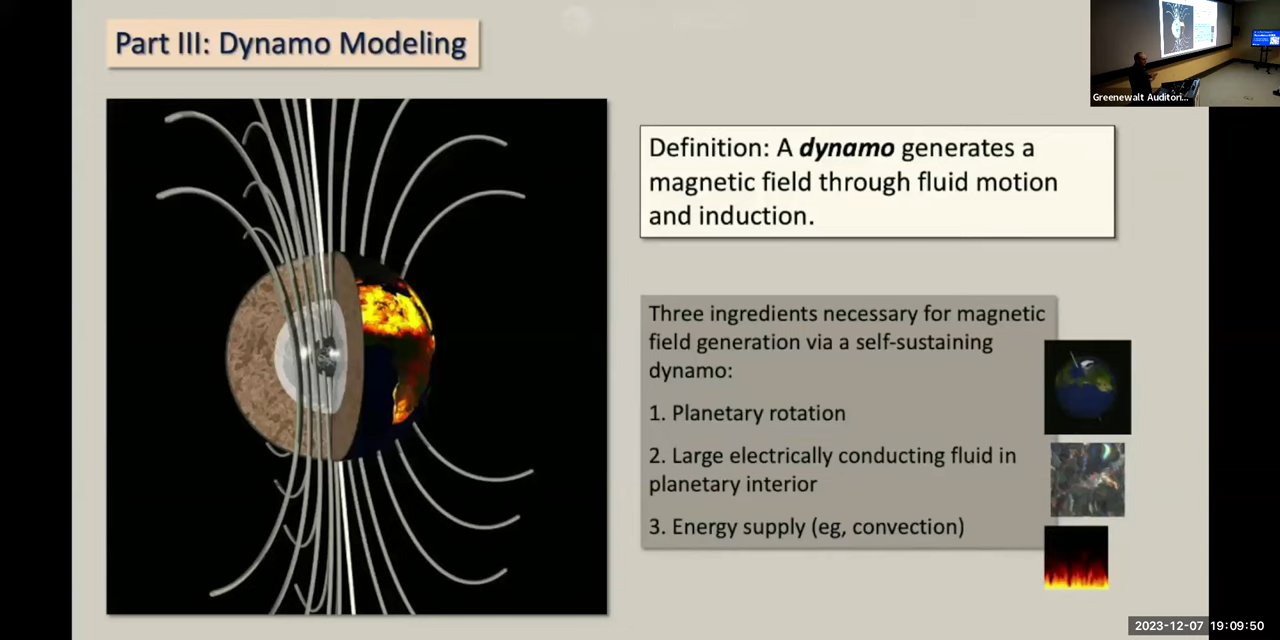 Part III: Dynamo Modeling
Greenewalt Auditori...
Definition: A dynamo generates a
magnetic field through fluid motion
and induction.
Three ingredients necessary for magnetic
field generation via a self-sustaining
dynamo:
1. Planetary rotation
2. Large electrically conducting fluid in
planetary interior
3. Energy supply (eg, convection)
2023-12-07 19:09:50